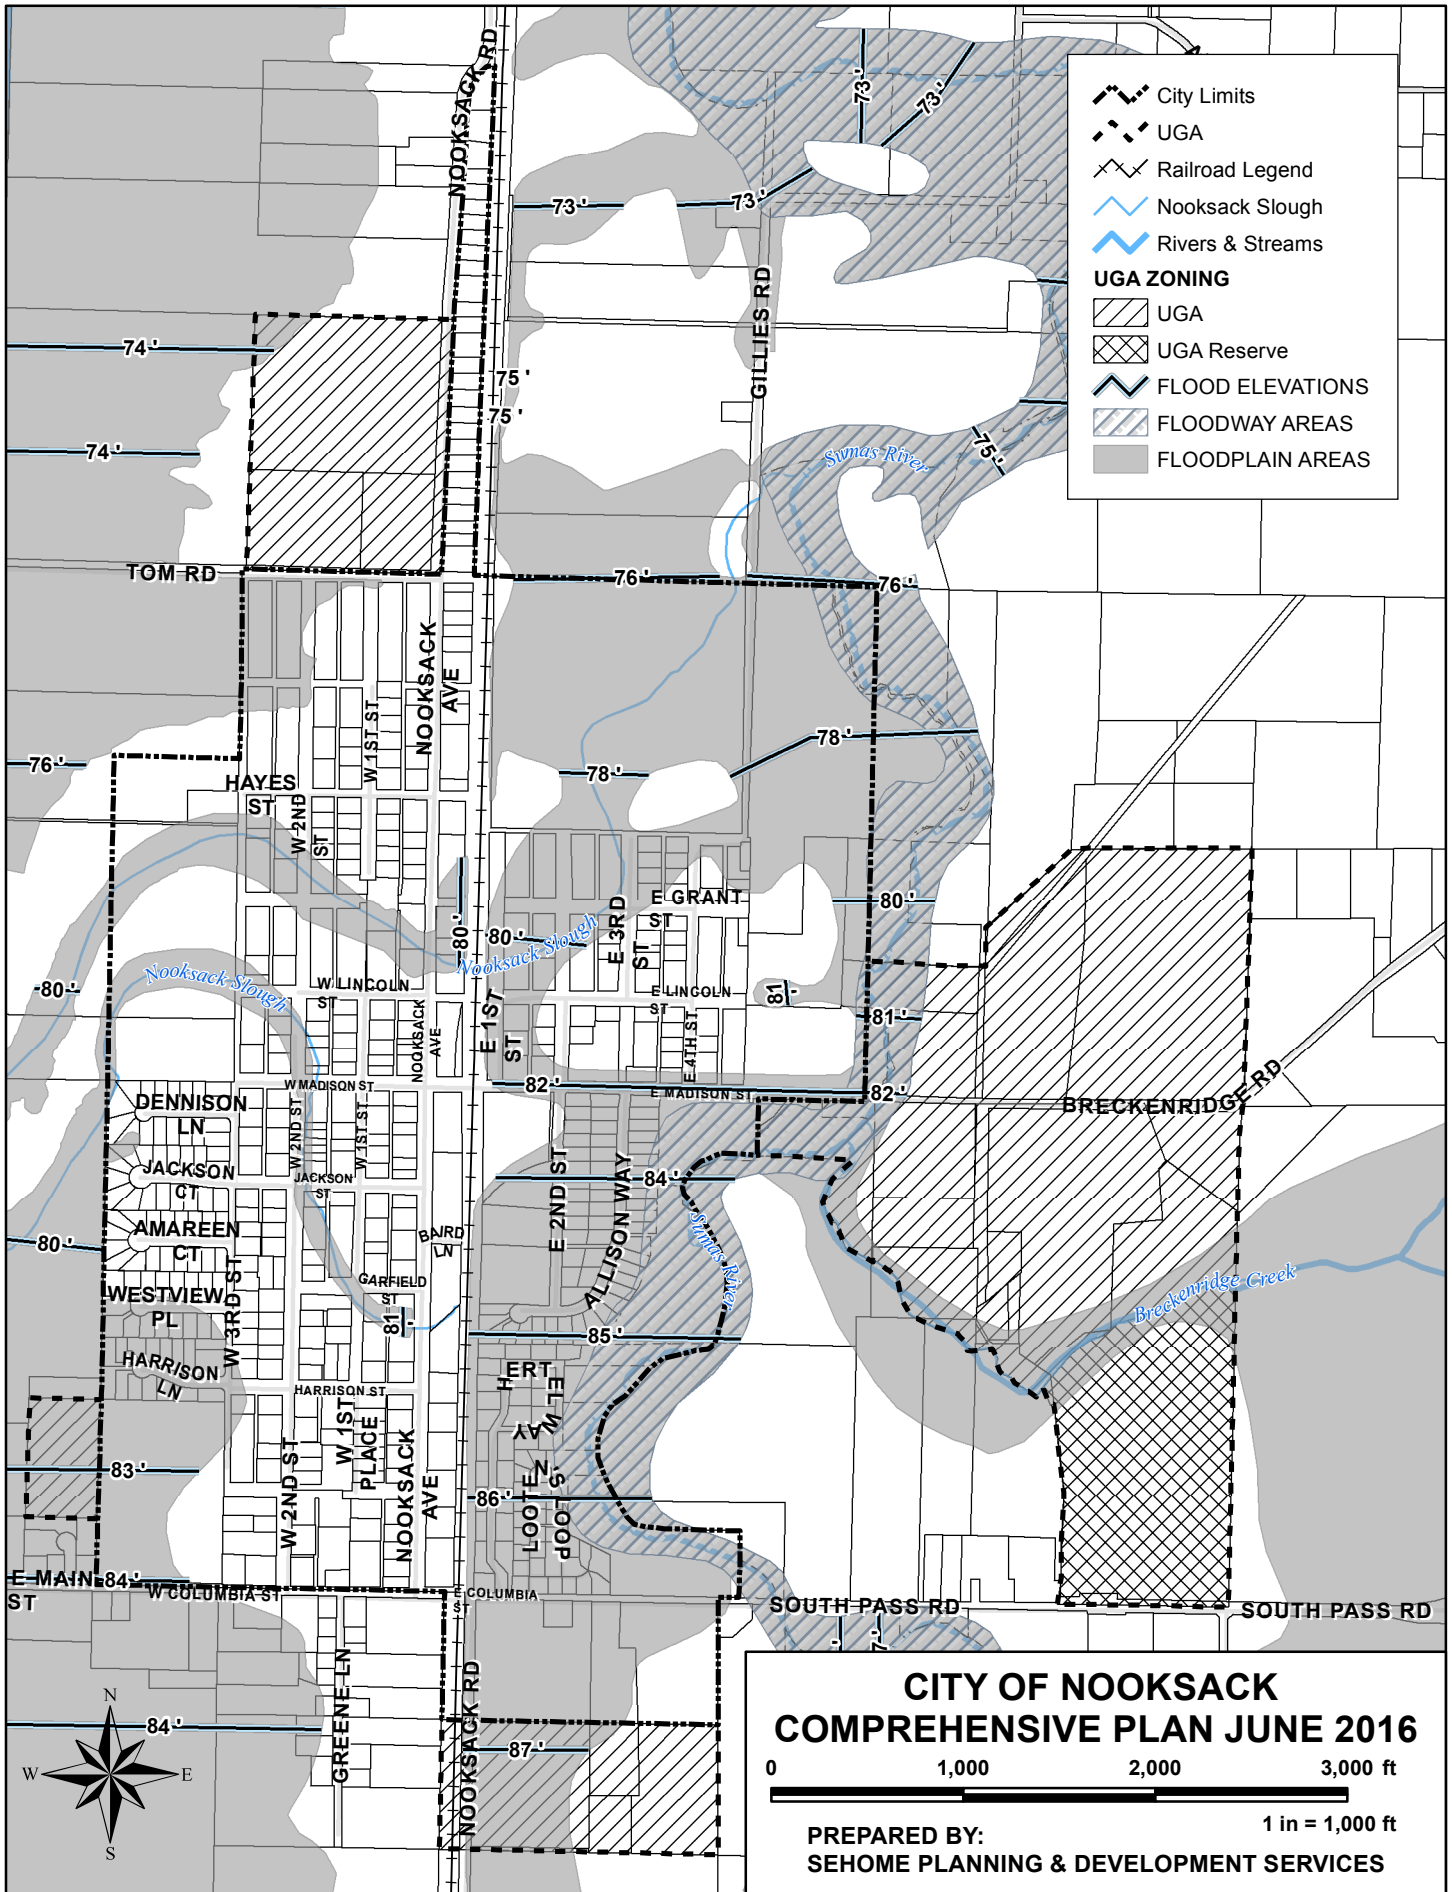 NOOKSACK RD
73'
73'
73'
73'
City Limits
UGA
Railroad Legend
Nooksack Slough
Rivers & Streams
UGA ZONING
UGA
UGA Reserve
FLOOD ELEVATIONS
FLOODWAY AREAS
FLOODPLAIN AREAS
GILLIES RD
74'
75'
75'
74'
75'
Sumas River
TOM RD
76'
76'
NOOKSACK
AVE
W 1ST ST
78'
76'
78'
HAYES
ST
W 2ND
ST
E GRANT
ST
80'
E 3RD
ST
80'
80'
Nooksack Slough
Nooksack Slough
80'
W LINCOLN
ST
E LINCOLN
ST
81'
81'
E 1ST
ST
NOOKSACK
AVE
E 4TH ST
W MADISON ST
82'
E MADISON ST
82'
BRECKENRIDGE RD
DENNISON
LN
W 2ND ST
W 1ST ST
JACKSON
CT
JACKSON
ST
84'
E 2ND ST
ALLISON WAY
AMAREEN
CT
80'
BAIRD
LN
Sumas River
Breckenridge Creek
GARFIELD
ST
WESTVIEW
PL
W 3RD ST
81'
85'
HARRISON
LN
HERTEL WAY
HARRISON ST
W 1ST
PLACE
NOOKSACK
AVE
W 2ND ST
83'
86'
LOOTEN'S LOOP
E MAIN
ST
84'
W COLUMBIA ST
E COLUMBIA
ST
SOUTH PASS RD
SOUTH PASS RD
GREENE LN
NOOKSACK RD
7'
'
84'
87'
N
W
E
S
CITY OF NOOKSACK
COMPREHENSIVE PLAN JUNE 2016
0 1,000 2,000 3,000 ft
1 in = 1,000 ft
PREPARED BY:
SEHOME PLANNING & DEVELOPMENT SERVICES